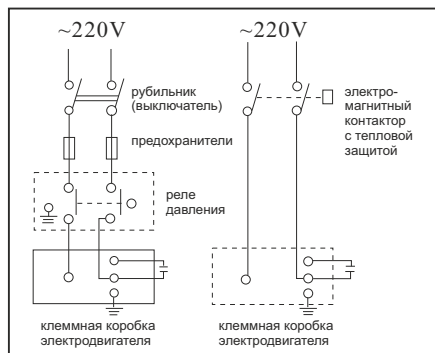 ~220V
рубильник
(выключатель)
предохранители
реле
давления
клеммная коробка
электродвигателя
~220V
электро-
магнитный
контактор
с тепловой
защитой
клеммная коробка
электродвигателя